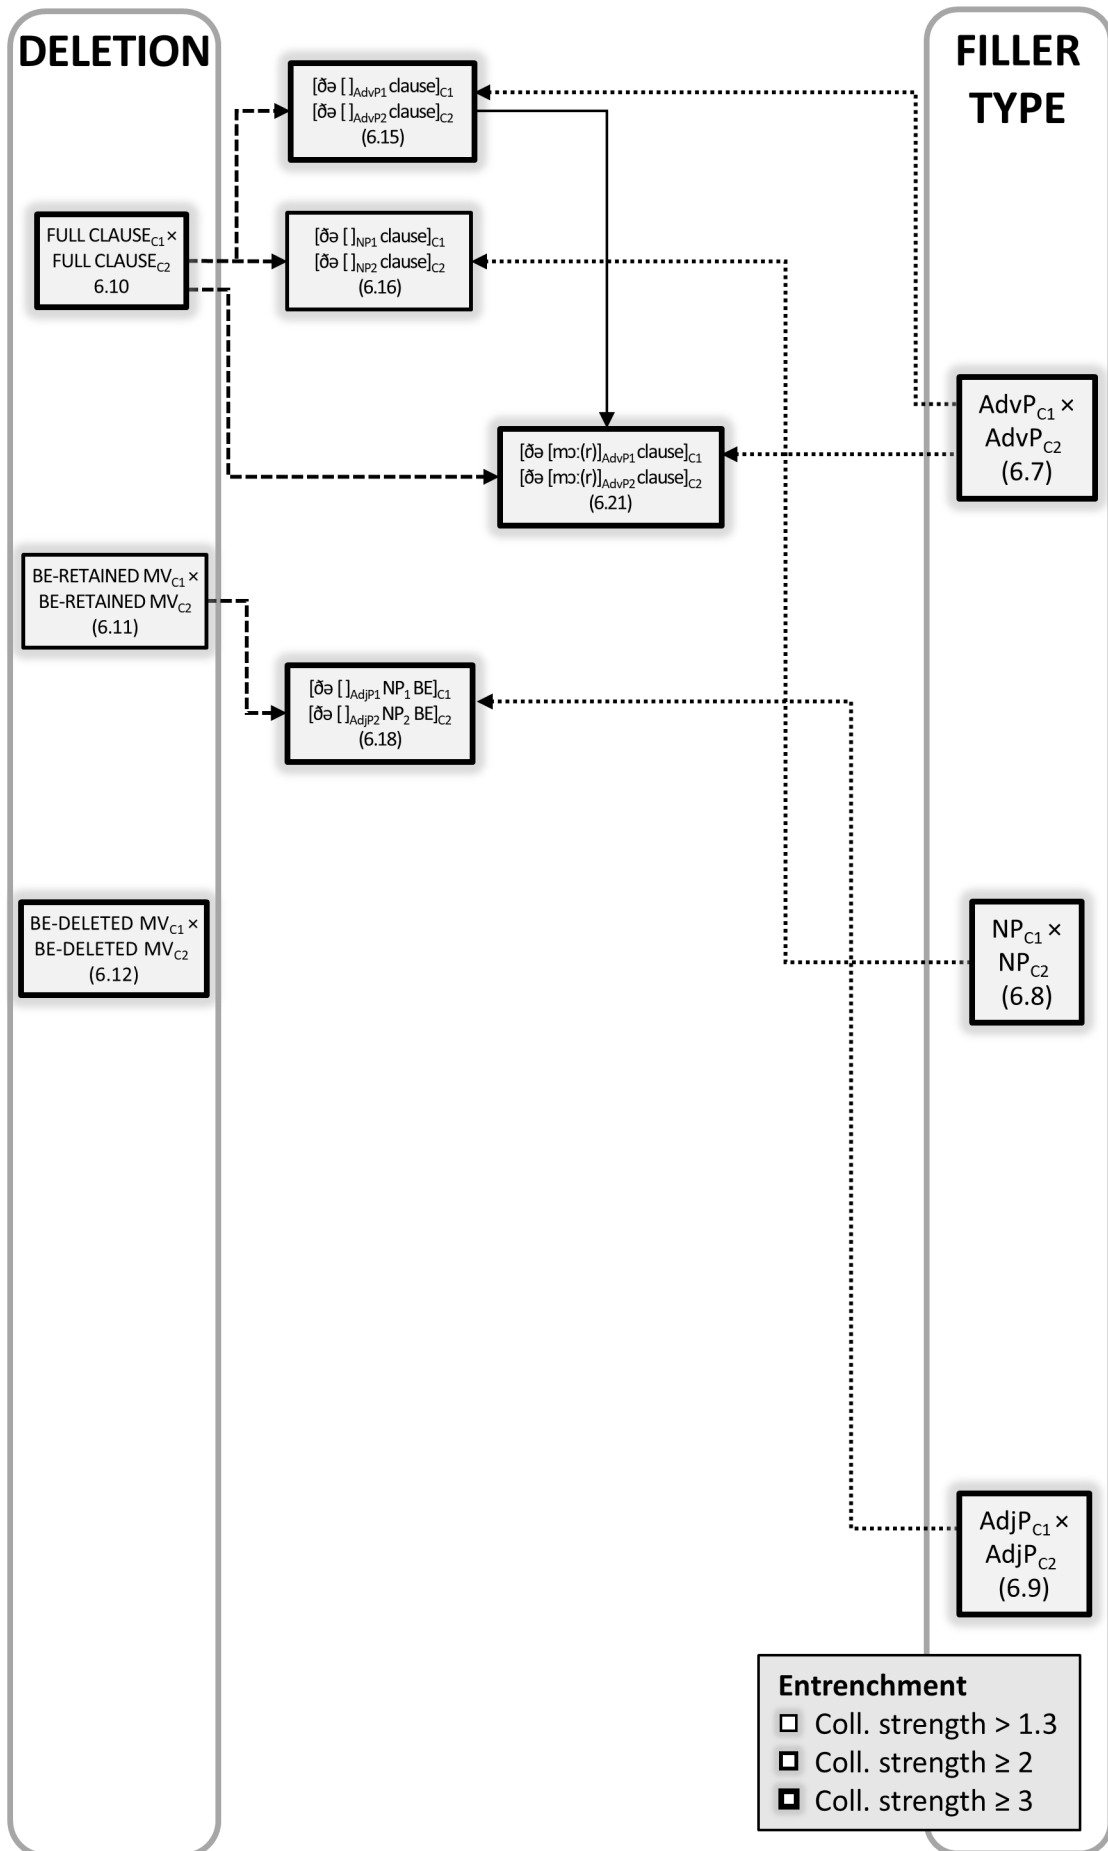 DELETION
FILLER
TYPE
[ðə [ ]AdvP1 clause]C1
[ðə [ ]AdvP2 clause]C2
(6.15)
FULL CLAUSEC1 ×
FULL CLAUSEC2
6.10
[ðə [ ]NP1 clause]C1
[ðə [ ]NP2 clause]C2
(6.16)
AdvPC1 ×
AdvPC2
(6.7)
[ðə [mɔː(r)]AdvP1 clause]C1
[ðə [mɔː(r)]AdvP2 clause]C2
(6.21)
BE-RETAINED MVC1 ×
BE-RETAINED MVC2
(6.11)
[ðə [ ]AdjP1 NP1 BE]C1
[ðə [ ]AdjP2 NP2 BE]C2
(6.18)
BE-DELETED MVC1 ×
BE-DELETED MVC2
(6.12)
NPC1 ×
NPC2
(6.8)
AdjPC1 ×
AdjPC2
(6.9)
Entrenchment
Coll. strength > 1.3
Coll. strength ≥ 2
Coll. strength ≥ 3